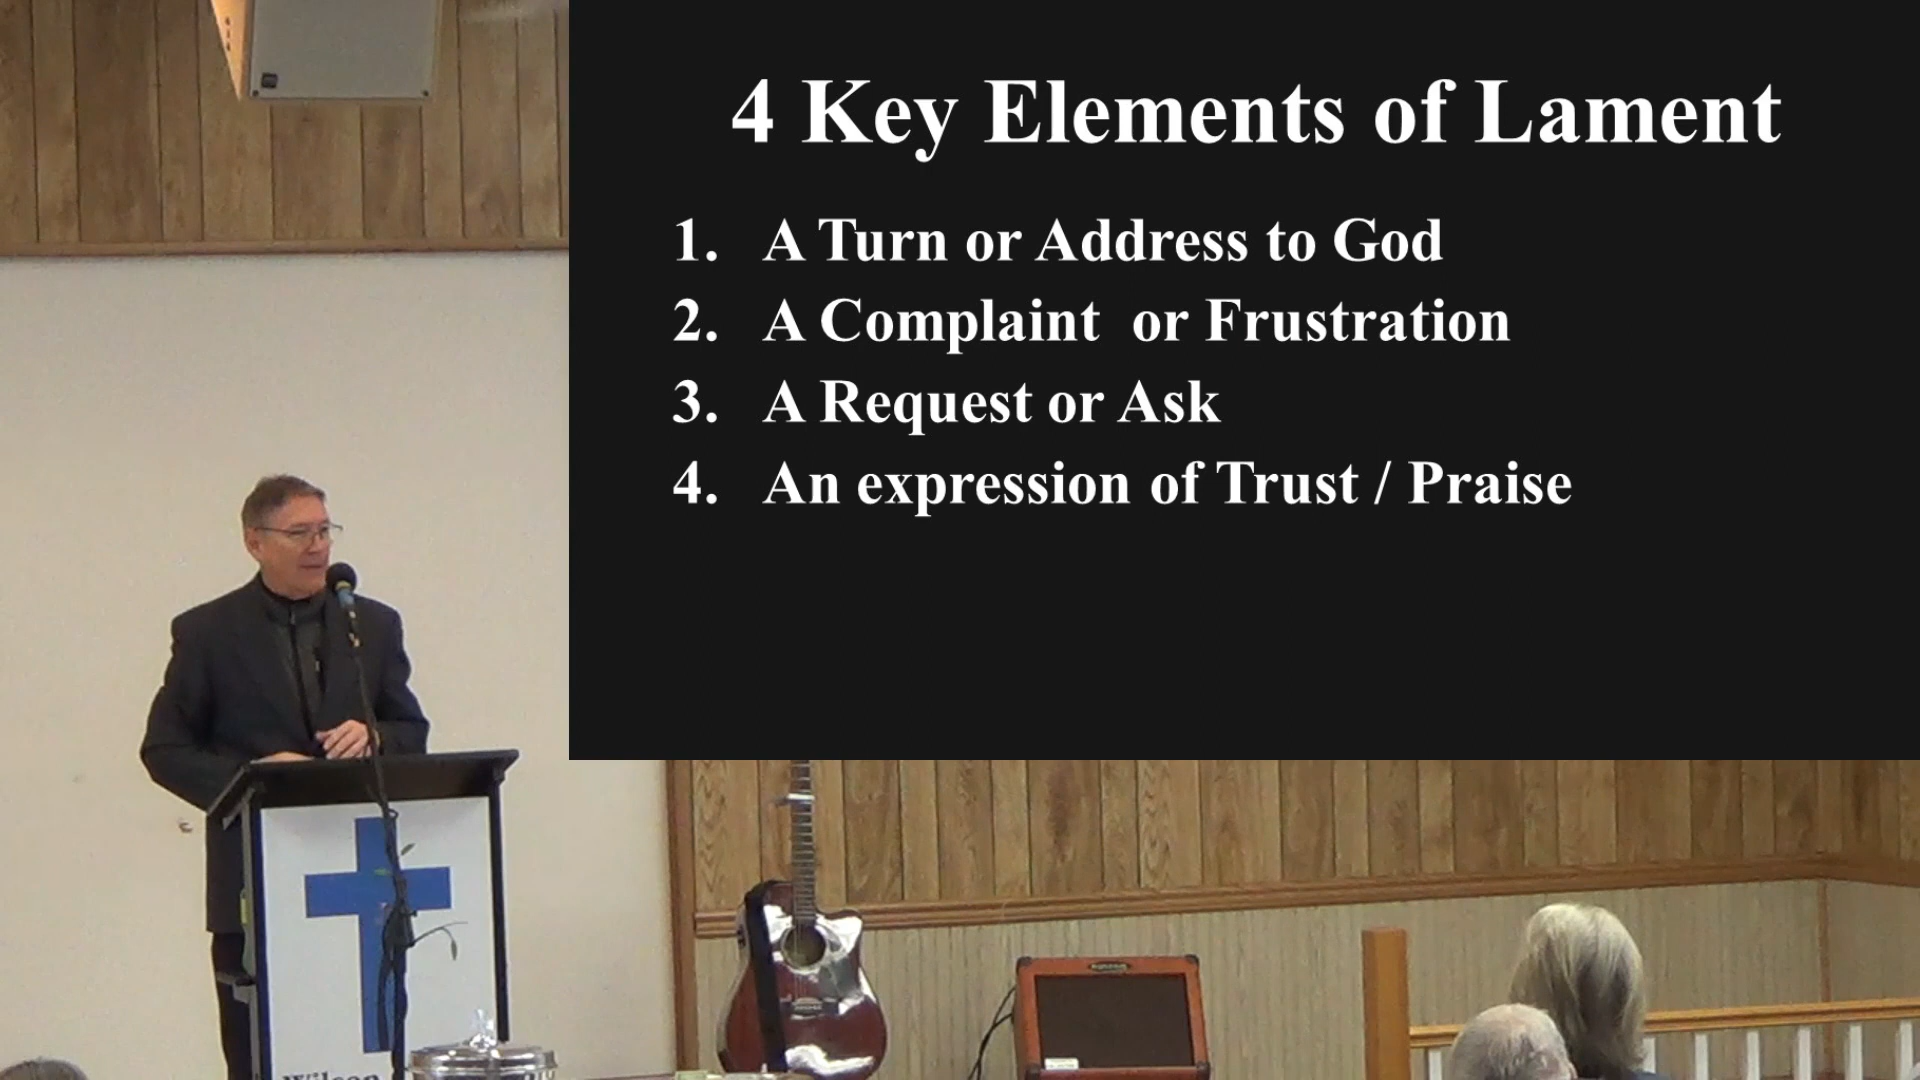 4 Key Elements of Lament
1. A Turn or Address to God
2. A Complaint or Frustration
3. A Request or Ask
4. An expression of Trust / Praise
Wilson